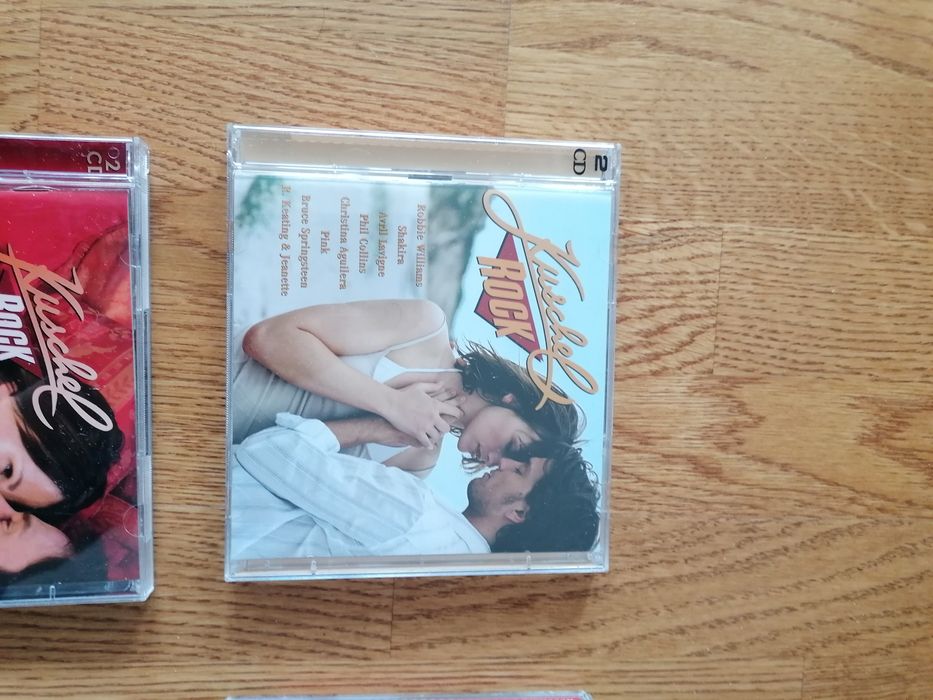 2
CD
Kuschel
ROCK
Robbie Williams
Shakira
Avril Lavigne
Phil Collins
Christina Aguilera
Pink
Bruce Springsteen
R. Keating & Jeanette
2
CD
Kuschel
ROCK